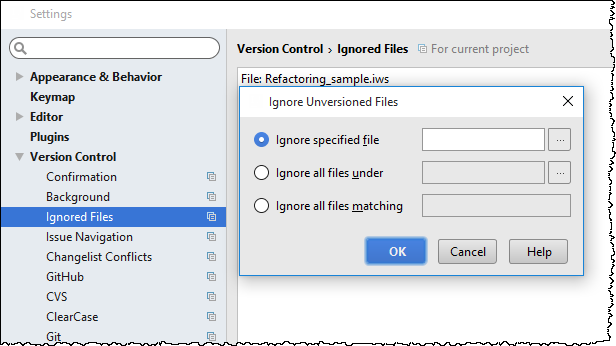 Settings
Version Control › Ignored Files For current project
Appearance & Behavior
Keymap
Editor
Plugins
Version Control
Confirmation
Background
Ignored Files
Issue Navigation
Changelist Conflicts
GitHub
CVS
ClearCase
Git
File: Refactoring_sample.iws
Ignore Unversioned Files
Ignore specified file
...
Ignore all files under
...
Ignore all files matching
OK Cancel Help